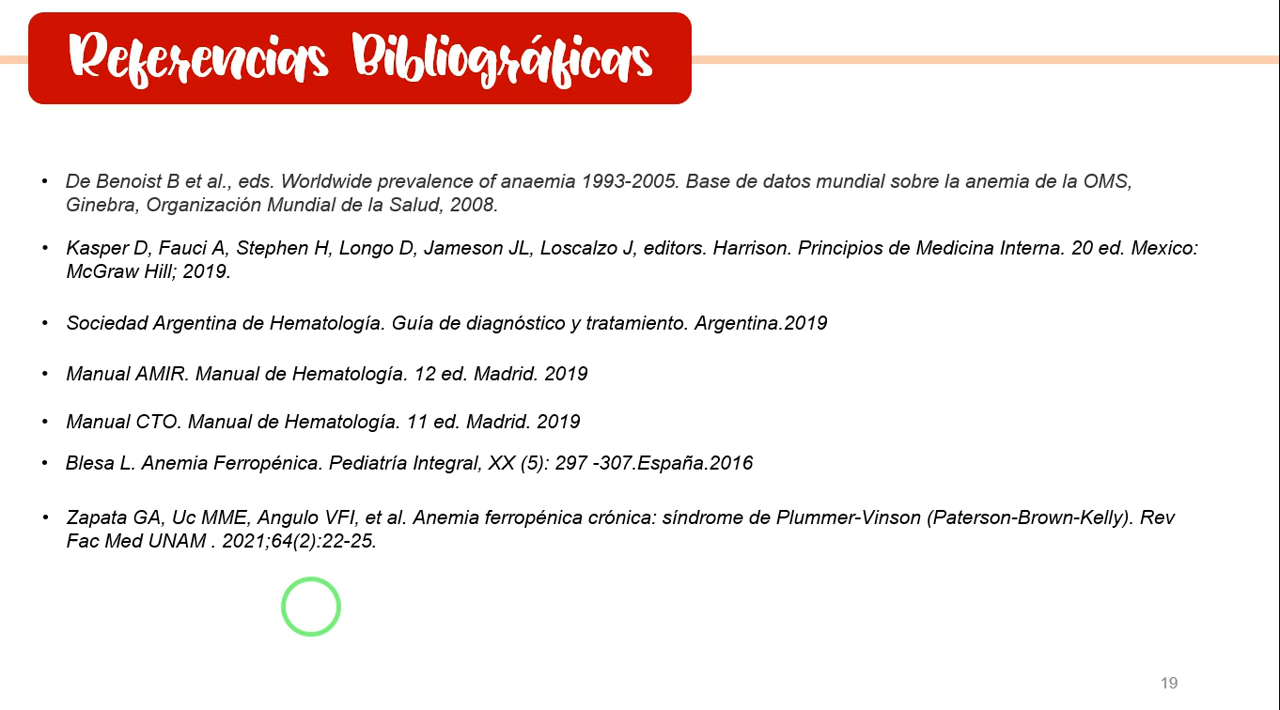 Referencias Bibliográficas
• De Benoist B et al., eds. Worldwide prevalence of anaemia 1993-2005. Base de datos mundial sobre la anemia de la OMS,
Ginebra, Organización Mundial de la Salud, 2008.
• Kasper D, Fauci A, Stephen H, Longo D, Jameson JL, Loscalzo J, editors. Harrison. Principios de Medicina Interna. 20 ed. Mexico:
McGraw Hill; 2019.
• Sociedad Argentina de Hematología. Guía de diagnóstico y tratamiento. Argentina.2019
• Manual AMIR. Manual de Hematología. 12 ed. Madrid. 2019
• Manual CTO. Manual de Hematología. 11 ed. Madrid. 2019
• Blesa L. Anemia Ferropénica. Pediatría Integral, XX (5): 297 -307.España.2016
• Zapata GA, Uc MME, Angulo VFI, et al. Anemia ferropénica crónica: síndrome de Plummer-Vinson (Paterson-Brown-Kelly). Rev
Fac Med UNAM . 2021;64(2):22-25.
19